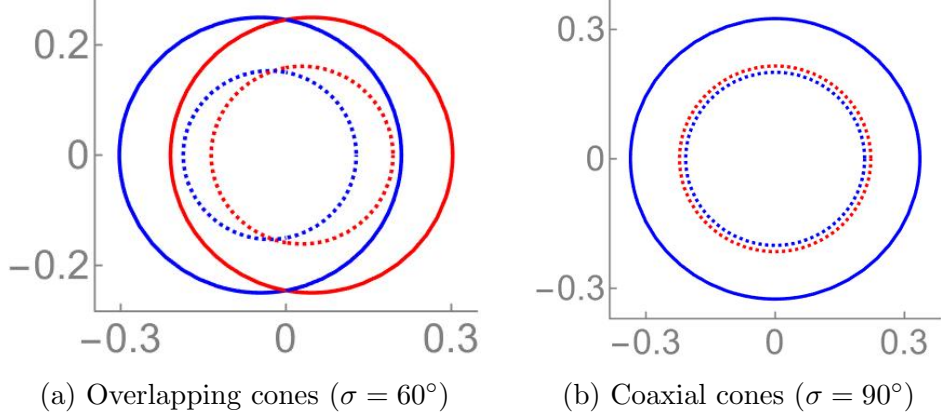 0.2
0
−0.2
−0.3 0 0.3
(a) Overlapping cones (σ = 60°)
0.3
0
−0.3
−0.3 0 0.3
(b) Coaxial cones (σ = 90°)